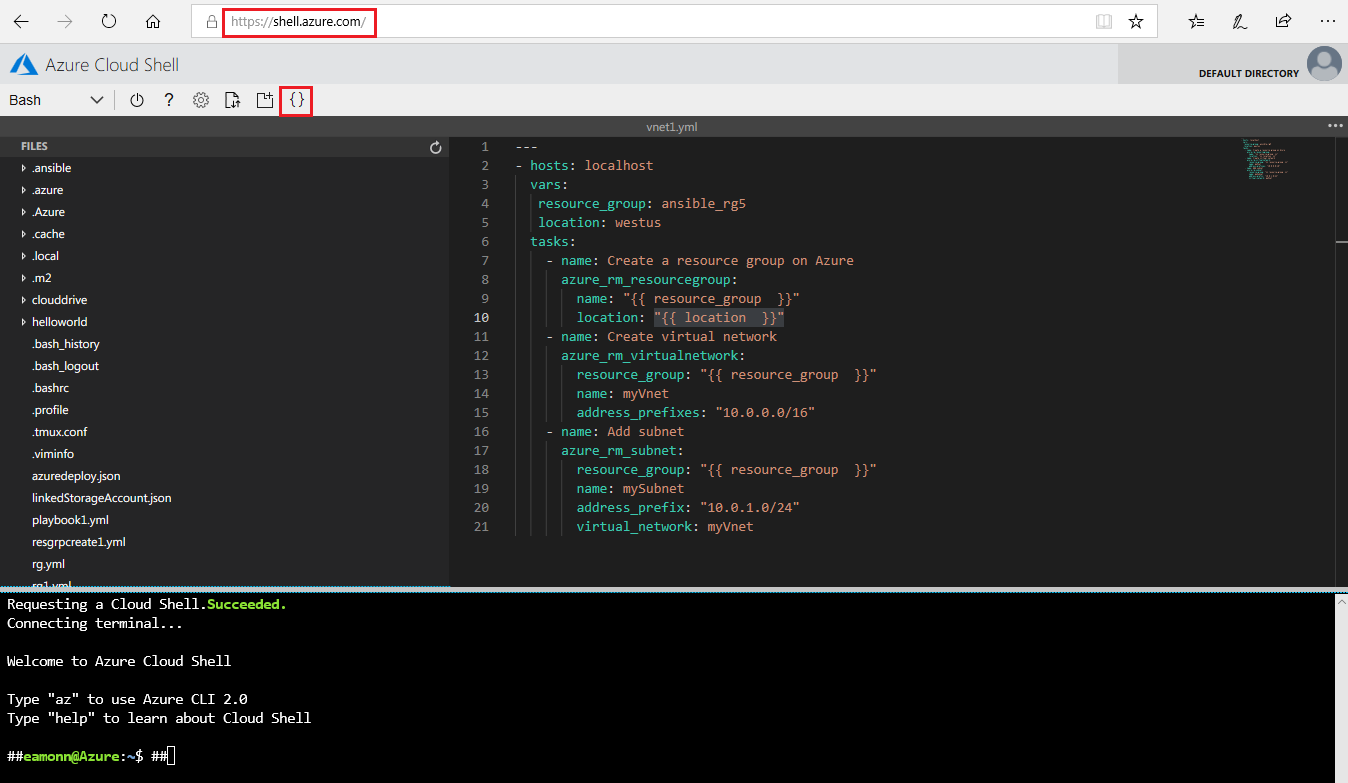 https://shell.azure.com/
Azure Cloud Shell
DEFAULT DIRECTORY
Bash
?
{}
vnet1.yml
FILES
.ansible
.azure
.Azure
.cache
.local
.m2
clouddrive
helloworld
.bash_history
.bash_logout
.bashrc
.profile
.tmux.conf
.viminfo
azuredeploy.json
linkedStorageAccount.json
playbook1.yml
resgrpcreate1.yml
rg.yml
rg1.yml
1 ---
2 - hosts: localhost
3 vars:
4 resource_group: ansible_rg5
5 location: westus
6 tasks:
7 - name: Create a resource group on Azure
8 azure_rm_resourcegroup:
9 name: "{{ resource_group  }}"
10 location: "{{ location  }}"
11 - name: Create virtual network
12 azure_rm_virtualnetwork:
13 resource_group: "{{ resource_group  }}"
14 name: myVnet
15 address_prefixes: "10.0.0.0/16"
16 - name: Add subnet
17 azure_rm_subnet:
18 resource_group: "{{ resource_group  }}"
19 name: mySubnet
20 address_prefix: "10.0.1.0/24"
21 virtual_network: myVnet
Requesting a Cloud Shell.Succeeded.
Connecting terminal...
Welcome to Azure Cloud Shell
Type "az" to use Azure CLI 2.0
Type "help" to learn about Cloud Shell
##eamonn@Azure:~$ ##